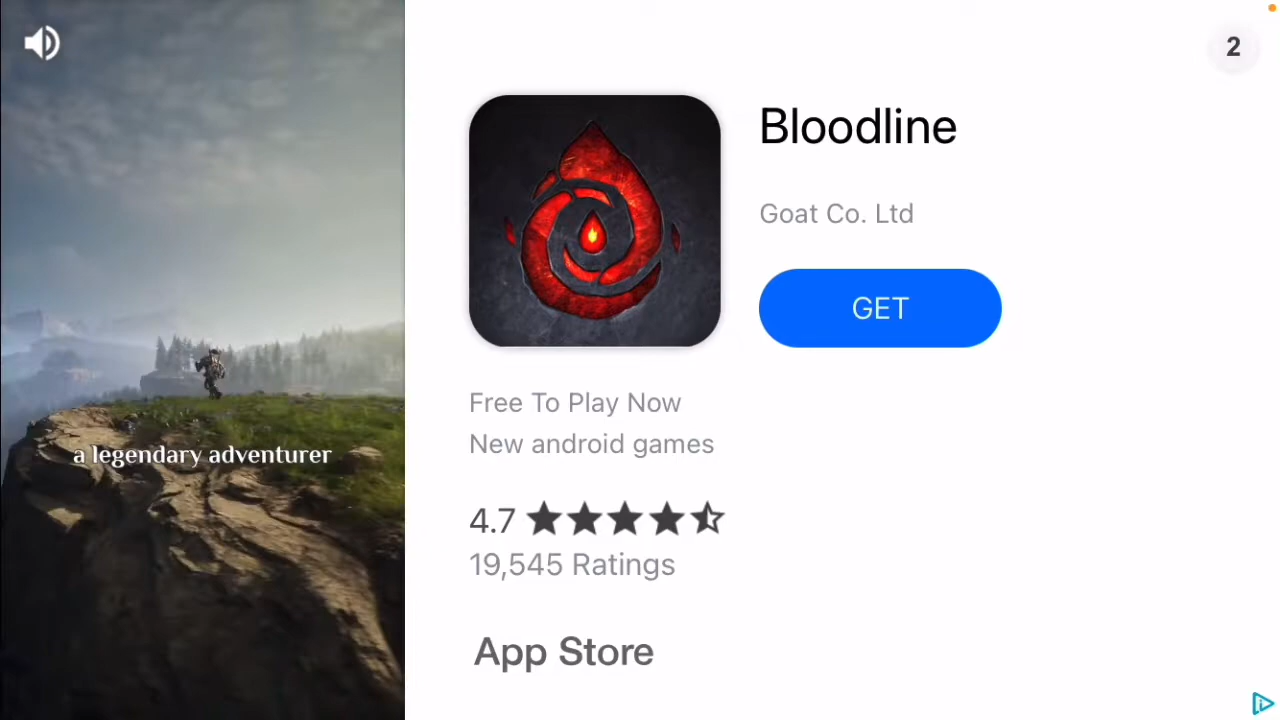 2
Bloodline
Goat Co. Ltd
GET
Free To Play Now
New android games
a legendary adventurer
4.7
19,545 Ratings
App Store